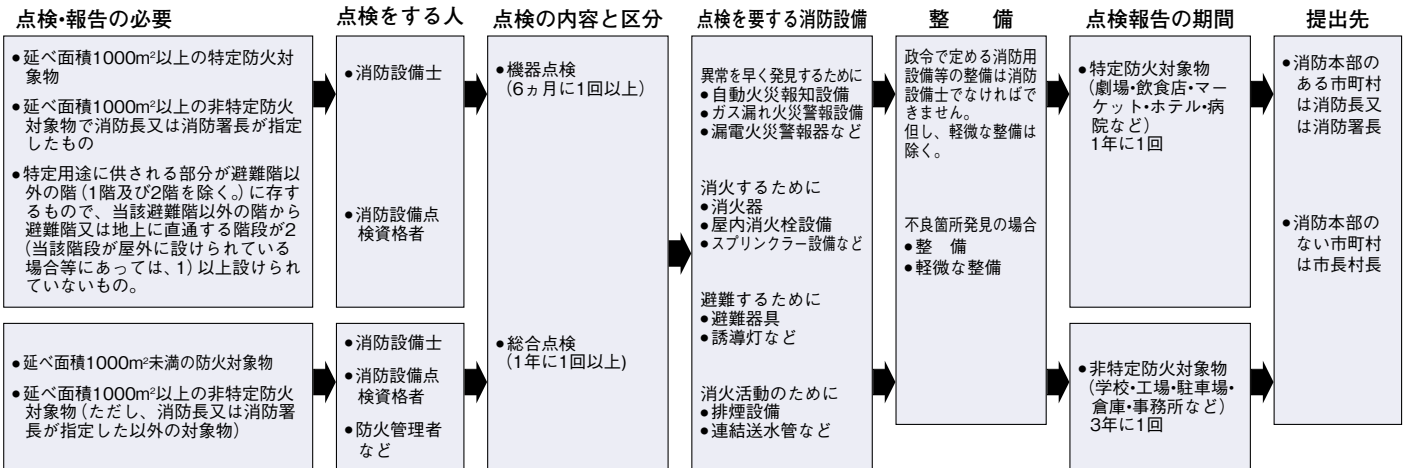 点検・報告の必要
●延べ面積1000m²以上の特定防火対
象物
●延べ面積1000m²以上の非特定防火
対象物で消防長又は消防署長が指定
したもの
●特定用途に供される部分が避難階以
外の階(1階及び2階を除く。)に存す
るもので、当該避難階以外の階から
避難階又は地上に直通する階段が2
(当該階段が屋外に設けられている
場合等にあっては、1)以上設けられ
ていないもの。
●延べ面積1000m²未満の防火対象物
●延べ面積1000m²以上の非特定防火
対象物(ただし、消防長又は消防署
長が指定した以外の対象物)
点検をする人
●消防設備士
●消防設備点
検資格者
●消防設備士
●消防設備点
検資格者
●防火管理者
など
点検の内容と区分
●機器点検
(6ヵ月に1回以上)
●総合点検
(1年に1回以上)
点検を要する消防設備
異常を早く発見するために
●自動火災報知設備
●ガス漏れ火災警報設備
●漏電火災警報器など
消火するために
●消火器
●屋内消火栓設備
●スプリンクラー設備など
避難するために
●避難器具
●誘導灯など
消火活動のために
●排煙設備
●連結送水管など
整 備
政令で定める消防用
設備等の整備は消防
設備士でなければで
きません。
但し、軽微な整備は
除く。
不良箇所発見の場合
●整 備
●軽微な整備
点検報告の期間
●特定防火対象物
(劇場・飲食店・マー
ケット・ホテル・病
院など)
1年に1回
●非特定防火対象物
(学校・工場・駐車場・
倉庫・事務所など)
3年に1回
提出先
●消防本部の
ある市町村
は消防長又
は消防署長
●消防本部の
ない市町村
は市長村長